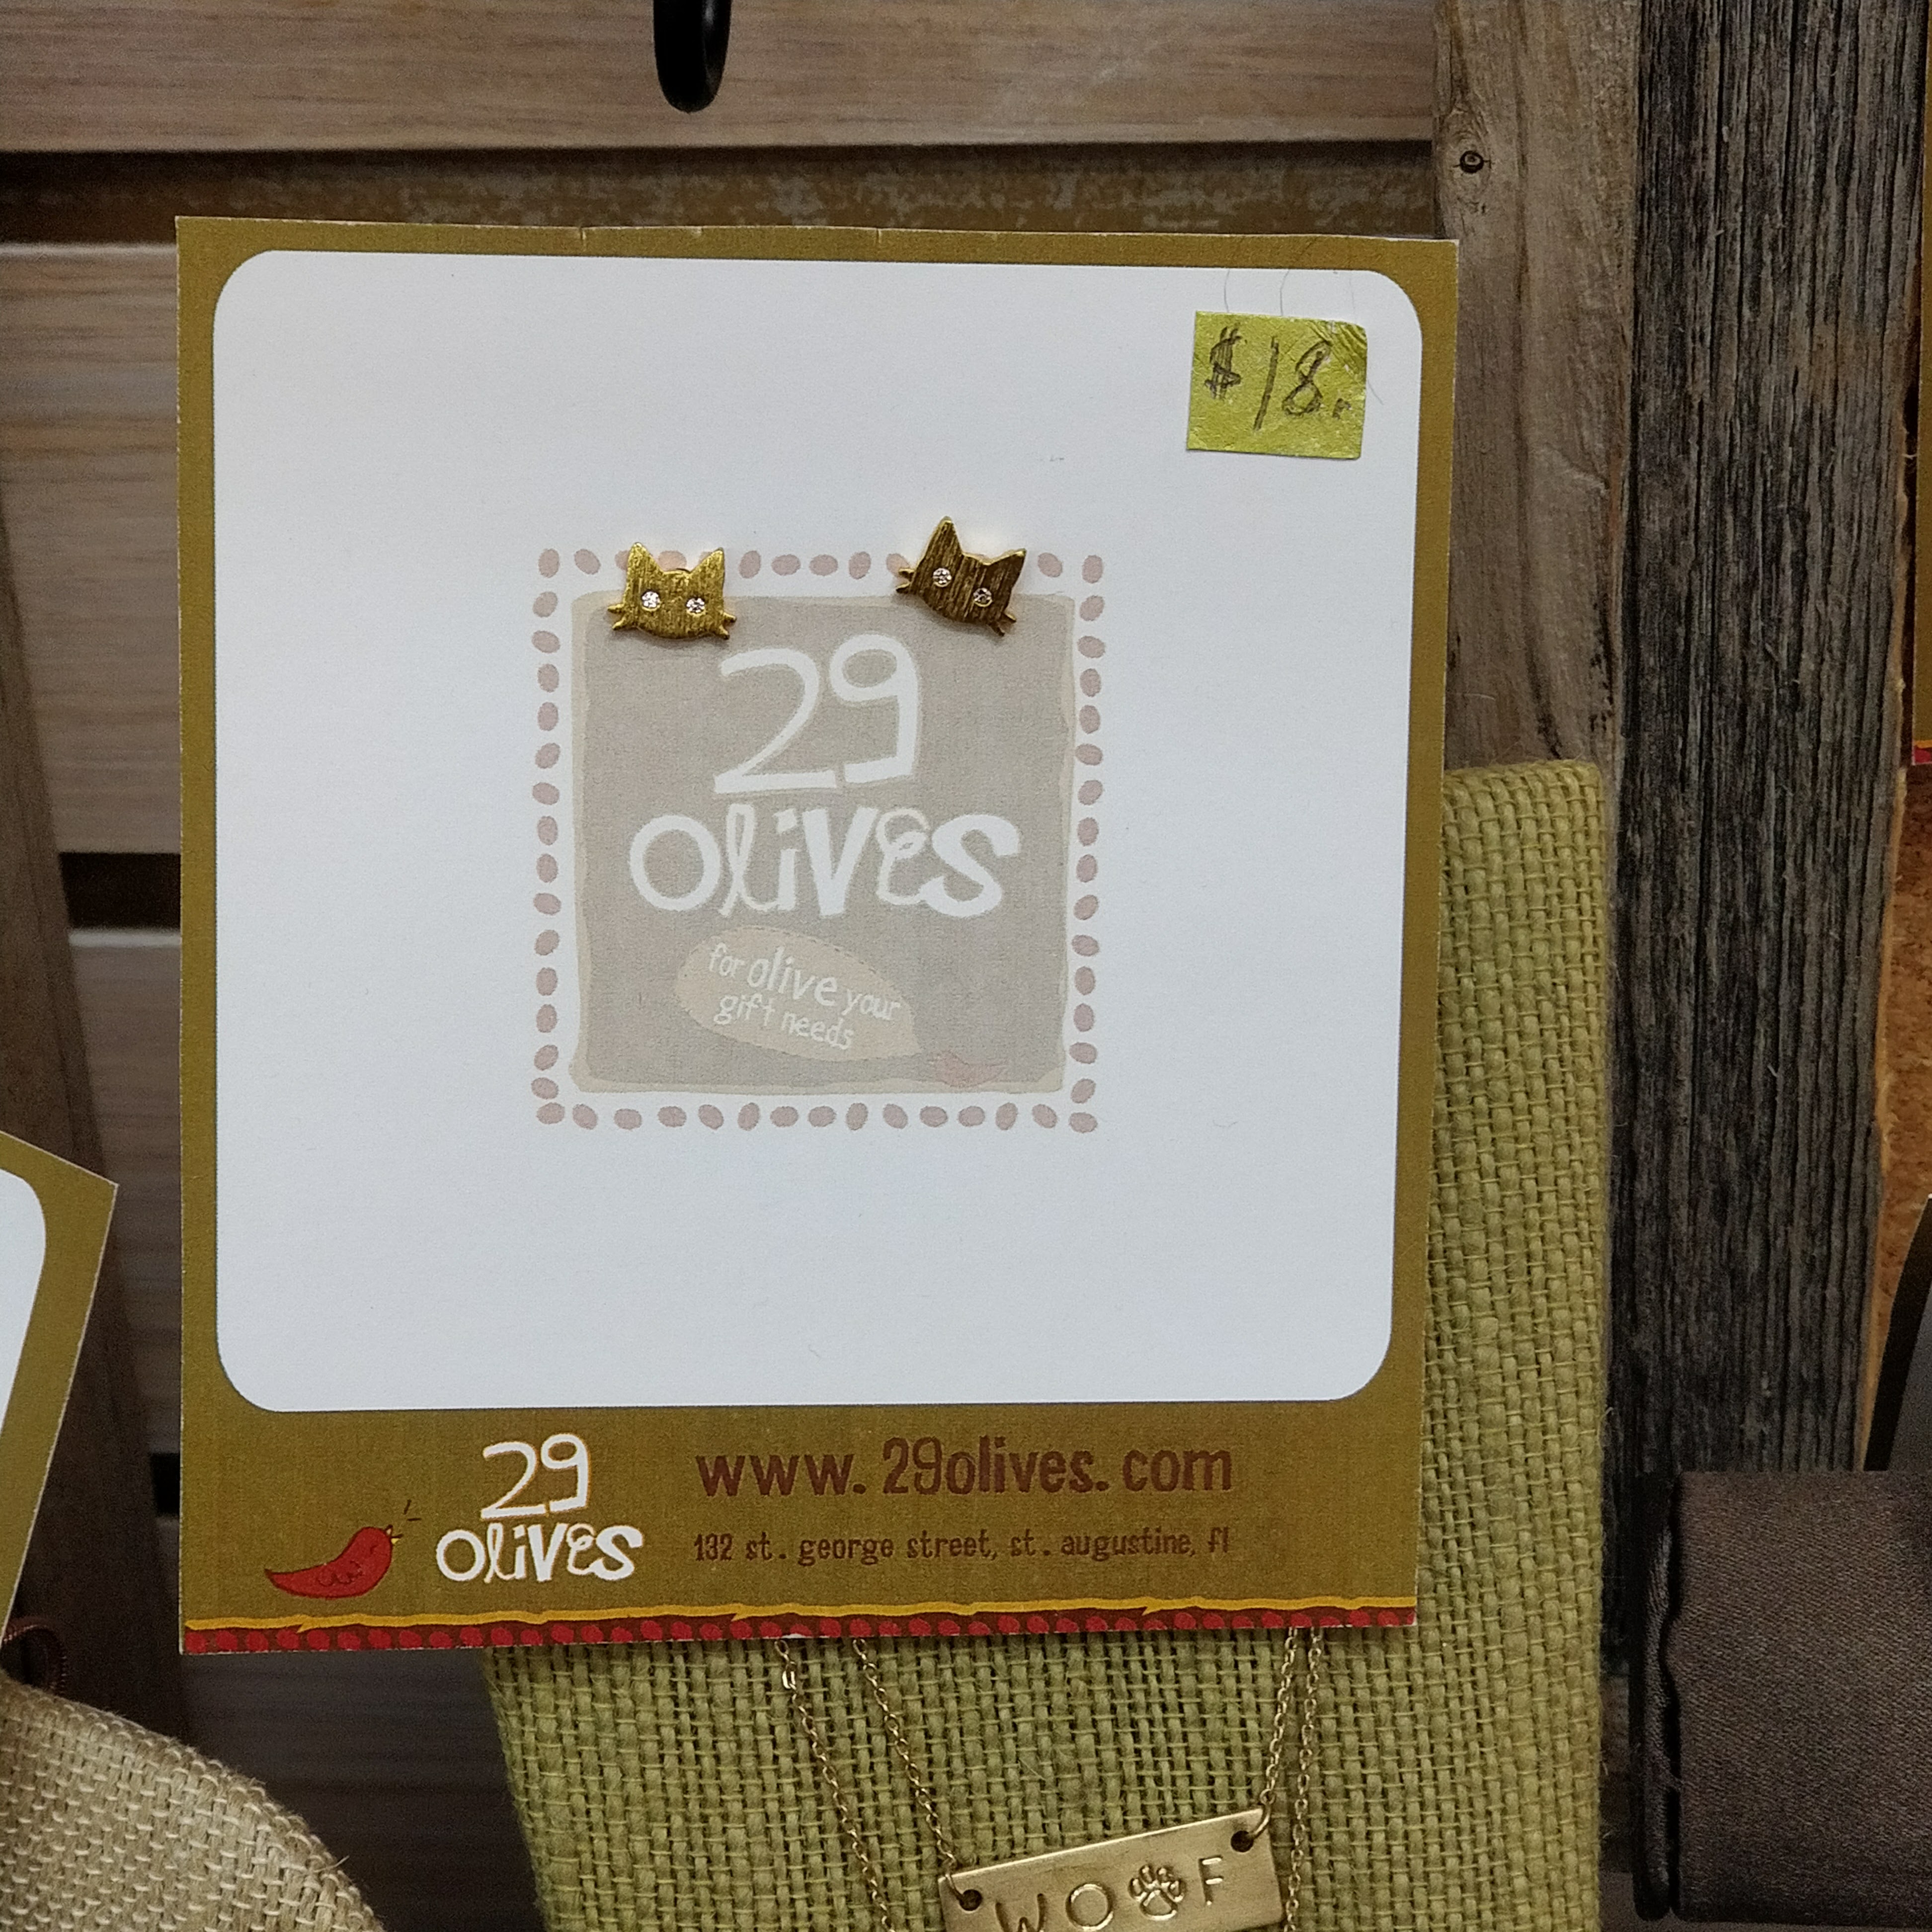 $18.
29
olives
for olive your
gift needs
29
olives
www.29olives.com
132 st. george street, st. augustine, fl
WOOF